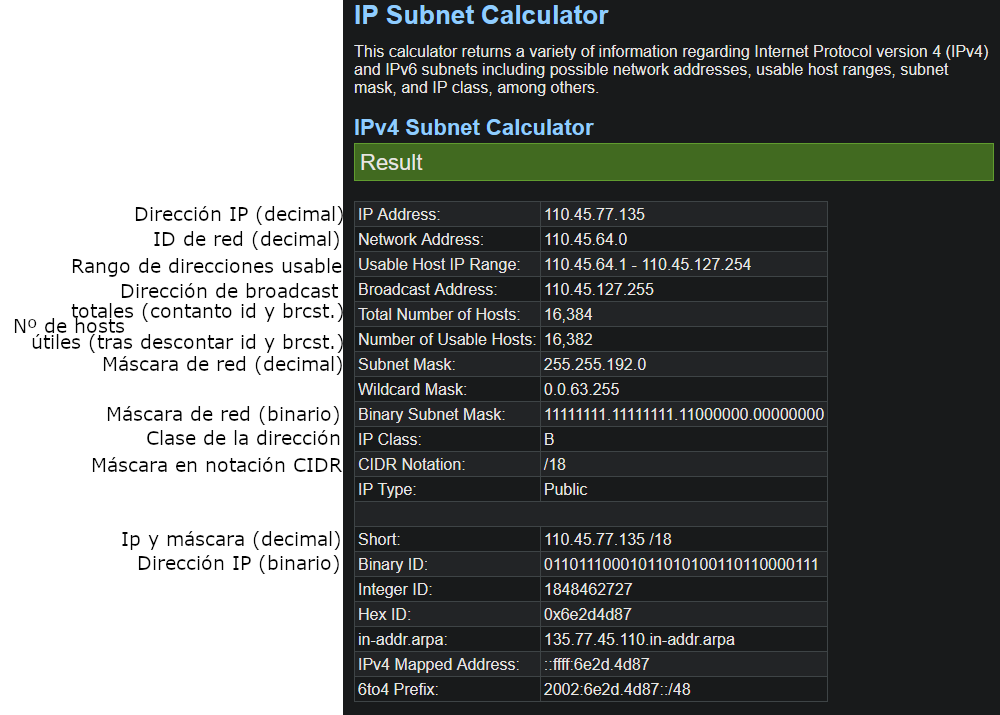 IP Subnet Calculator
This calculator returns a variety of information regarding Internet Protocol version 4 (IPv4)
and IPv6 subnets including possible network addresses, usable host ranges, subnet
mask, and IP class, among others.
IPv4 Subnet Calculator
Result
Dirección IP (decimal) IP Address: 110.45.77.135
ID de red (decimal) Network Address: 110.45.64.0
Rango de direcciones usable Usable Host IP Range: 110.45.64.1 - 110.45.127.254
Dirección de broadcast Broadcast Address: 110.45.127.255
totales (contanto id y brcst.) Total Number of Hosts: 16,384
Nº de hosts
útiles (tras descontar id y brcst.) Number of Usable Hosts: 16,382
Máscara de red (decimal) Subnet Mask: 255.255.192.0
Wildcard Mask: 0.0.63.255
Máscara de red (binario) Binary Subnet Mask: 11111111.11111111.11000000.00000000
Clase de la dirección IP Class: B
Máscara en notación CIDR CIDR Notation: /18
IP Type: Public
Ip y máscara (decimal) Short: 110.45.77.135 /18
Dirección IP (binario) Binary ID: 01101110001011010100110110000111
Integer ID: 1848462727
Hex ID: 0x6e2d4d87
in-addr.arpa: 135.77.45.110.in-addr.arpa
IPv4 Mapped Address: ::ffff:6e2d.4d87
6to4 Prefix: 2002:6e2d.4d87::/48